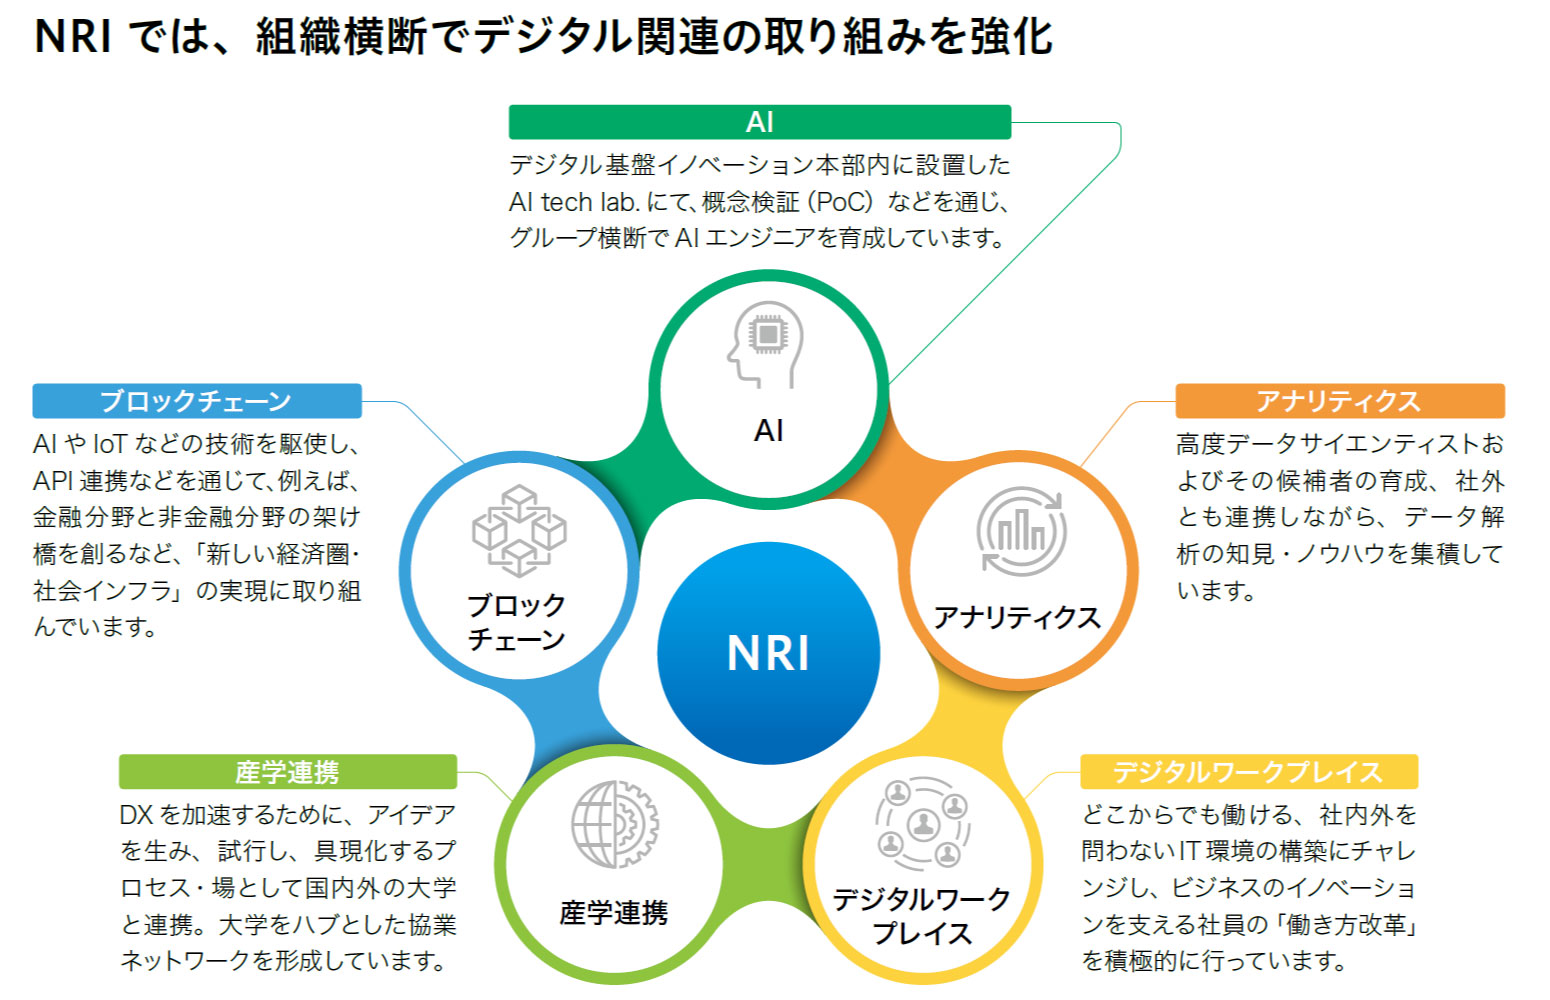 NRI では、組織横断でデジタル関連の取り組みを強化
AI
デジタル基盤イノベーション本部内に設置した
AI tech lab. にて、概念検証（PoC）などを通じ、
グループ横断で AI エンジニアを育成しています。
AI
ブロックチェーン
AI や IoT などの技術を駆使し、
API 連携などを通じて、例えば、
金融分野と非金融分野の架け
橋を創るなど、「新しい経済圏・
社会インフラ」の実現に取り組
んでいます。
ブロック
チェーン
アナリティクス
高度データサイエンティストお
よびその候補者の育成、社外
とも連携しながら、データ解
析の知見・ノウハウを集積して
います。
アナリティクス
NRI
産学連携
DX を加速するために、アイデア
を生み、試行し、具現化するプ
ロセス・場として国内外の大学
と連携。大学をハブとした協業
ネットワークを形成しています。
産学連携
デジタルワーク
プレイス
デジタルワークプレイス
どこからでも働ける、社内外を
問わない IT 環境の構築にチャレ
ンジし、ビジネスのイノベーショ
ンを支える社員の「働き方改革」
を積極的に行っています。